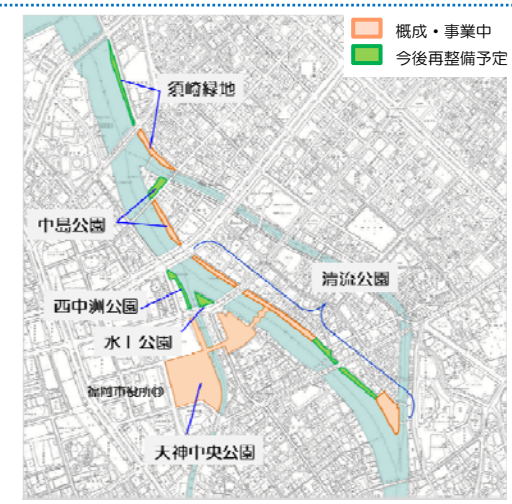 概成・事業中
今後再整備予定
須崎緑地
中島公園
清流公園
西中洲公園
水上公園
福岡市役所◎
天神中央公園